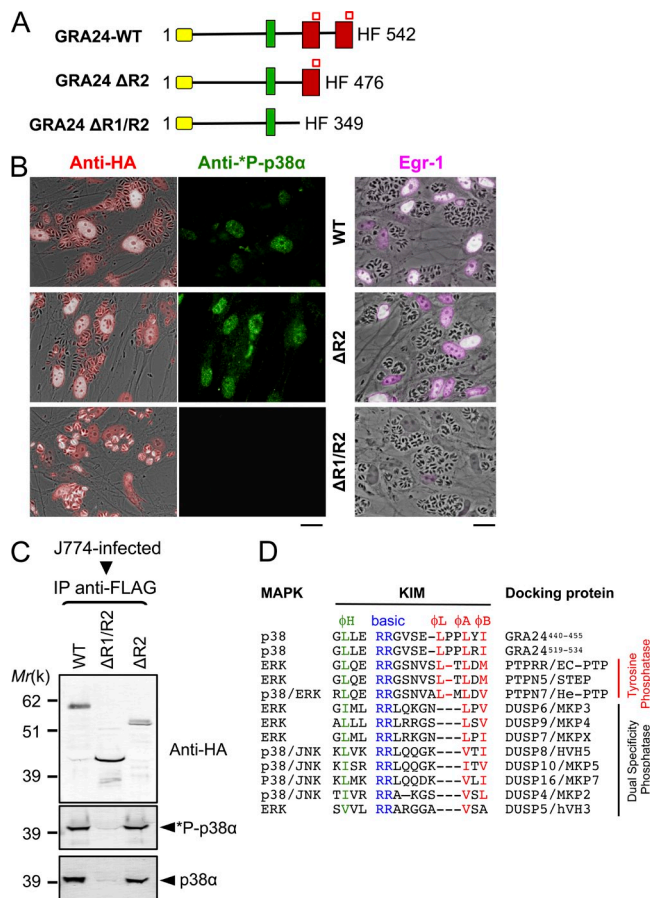 A
GRA24-WT 1 HF 542
GRA24 ΔR2 1 HF 476
GRA24 ΔR1/R2 1 HF 349
B
Anti-HA Anti-*P-p38α Egr-1
WT
ΔR2
ΔR1/R2
C
J774-infected
IP anti-FLAG
WT ΔR1/R2 ΔR2
Mr(k)
62
51
39
Anti-HA
39 *P-p38α
39 p38α
D
MAPK KIM Docking protein
ϕH basic ϕL ϕA ϕB
p38 GLLE RRGVSE-LPPLYI GRA24 440-455
p38 GLLE RRGVSE-LPPLRI GRA24 519-534
ERK GLQE RRGSNVSL-TLDM PTPRR/EC-PTP
ERK GLQE RRGSNVSL-TLDM PTPN5/STEP
p38/ERK RLQE RRGSNVAL-MLDV PTPN7/He-PTP
ERK GIML RRLQKGN---LPV DUSP6/MKP3
ERK ALLL RRLRRGS---LSV DUSP9/MKP4
ERK GLML RRLRKGN---LPI DUSP7/MKPX
p38/JNK KLVK RRLQQGK---VTI DUSP8/HVH5
p38/JNK KISR RRLQQGK---ITV DUSP10/MKP5
p38/JNK KLMK RRLQQDK---VLI DUSP16/MKP7
p38/JNK TIVR RRA-KGS---VSL DUSP4/MKP2
ERK SVVL RRARGGA---VSA DUSP5/hVH3
Tyrosine
Phosphatase
Dual Specificity
Phosphatase